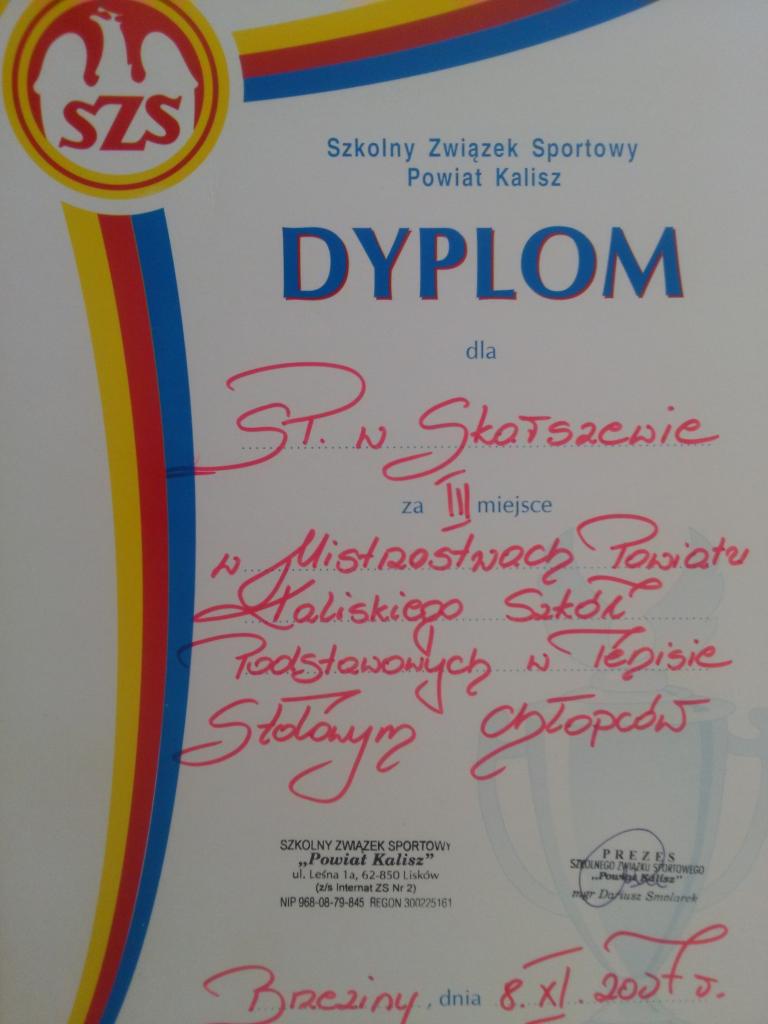 SZS
Szkolny Związek Sportowy
Powiat Kalisz
DYPLOM
dla
SP. w Skarszewie
za III miejsce
w Mistrzostwach Powiatu
Kaliskiego Szkół
Podstawowych w Tenisie
Stołowym chłopców
SZKOLNY ZWIĄZEK SPORTOWY
„Powiat Kalisz”
ul. Leśna 1a, 62-850 Lisków
(z/s Internat ZS Nr 2)
NIP 968-08-79-845 REGON 300225161
PREZES
SZKOLNEGO ZWIĄZKU SPORTOWEGO
„Powiat Kalisz”
mgr Dariusz Smolarek
Brzeziny, dnia 8.XI.2007 r.